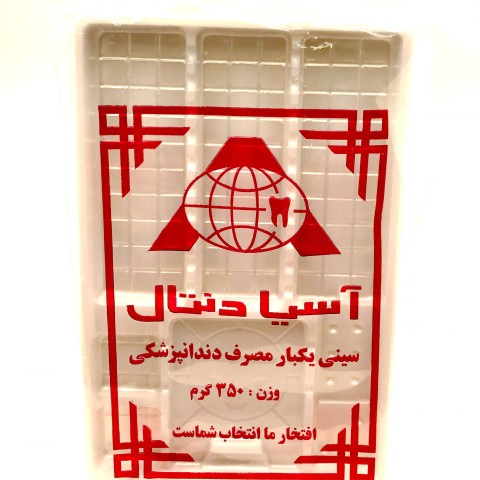 آسیا دنتال
سینی یکبار مصرف دندانپزشکی
وزن : ۳۵۰ گرم
افتخار ما انتخاب شماست